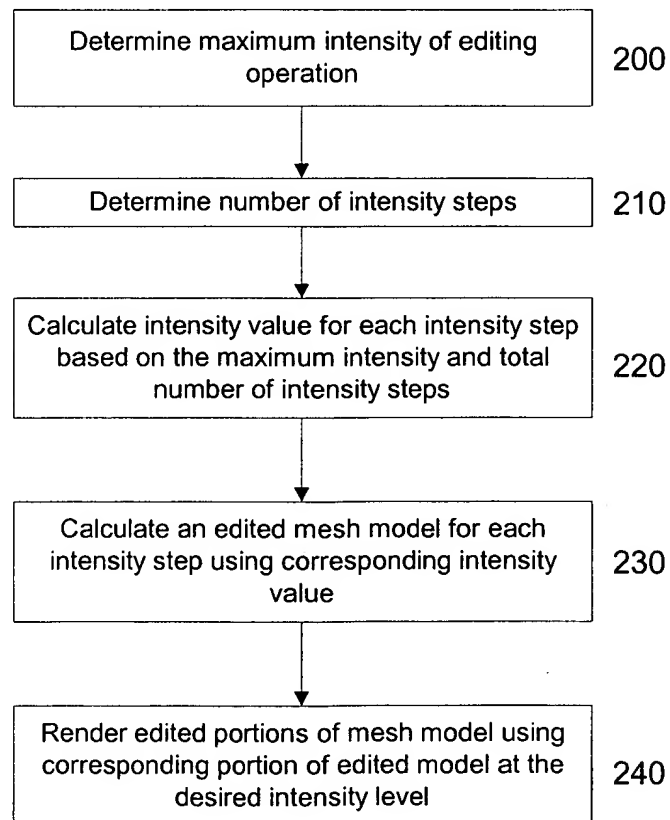 Determine maximum intensity of editing
operation
200
Determine number of intensity steps
210
Calculate intensity value for each intensity step
based on the maximum intensity and total
number of intensity steps
220
Calculate an edited mesh model for each
intensity step using corresponding intensity
value
230
Render edited portions of mesh model using
corresponding portion of edited model at the
desired intensity level
240